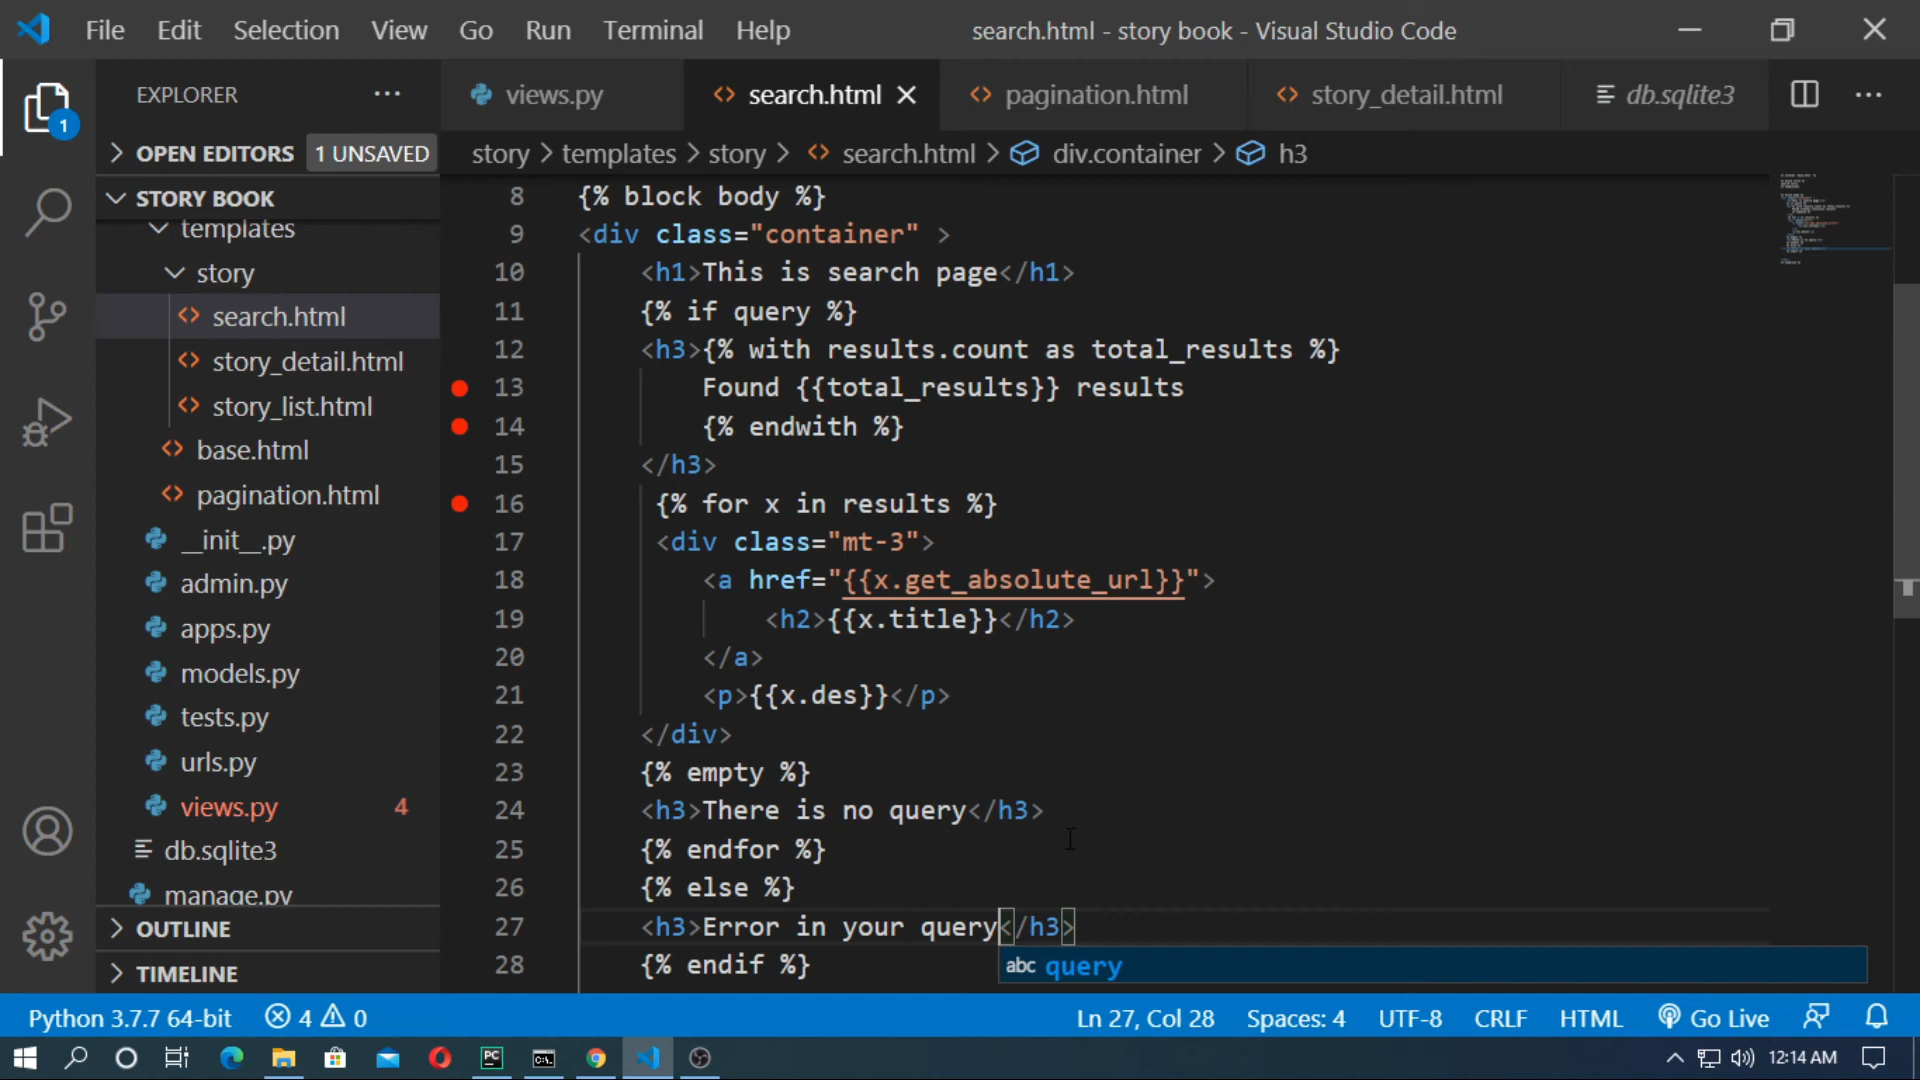 File Edit Selection View Go Run Terminal Help search.html - story book - Visual Studio Code
EXPLORER ...
views.py search.html pagination.html story_detail.html db.sqlite3
OPEN EDITORS 1 UNSAVED
story > templates > story > search.html > div.container > h3
1
STORY BOOK
templates
story
search.html
story_detail.html
story_list.html
base.html
pagination.html
__init__.py
admin.py
apps.py
models.py
tests.py
urls.py
views.py 4
db.sqlite3
manage.py
OUTLINE
TIMELINE
8 {% block body %}
9 <div class="container" >
10 <h1>This is search page</h1>
11 {% if query %}
12 <h3>{% with results.count as total_results %}
13 Found {{total_results}} results
14 {% endwith %}
15 </h3>
16 {% for x in results %}
17 <div class="mt-3">
18 <a href="{{x.get_absolute_url}}">
19 <h2>{{x.title}}</h2>
20 </a>
21 <p>{{x.des}}</p>
22 </div>
23 {% empty %}
24 <h3>There is no query</h3>
25 {% endfor %}
26 {% else %}
27 <h3>Error in your query</h3>
28 {% endif %}
abc query
Python 3.7.7 64-bit 4 0 Ln 27, Col 28 Spaces: 4 UTF-8 CRLF HTML Go Live
PC 12:14 AM